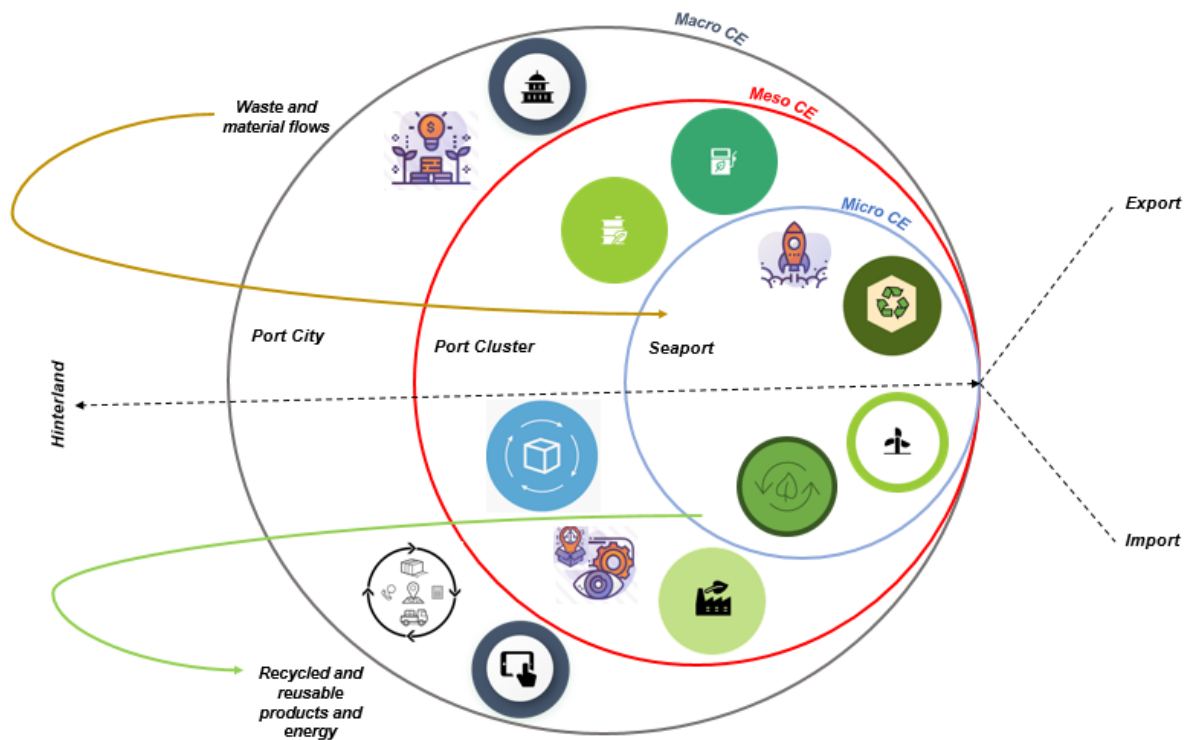 Macro CE
Meso CE
Micro CE
Waste and
material flows
$
Export
Port City
Port Cluster
Seaport
Hinterland
Import
Recycled and
reusable
products and
energy